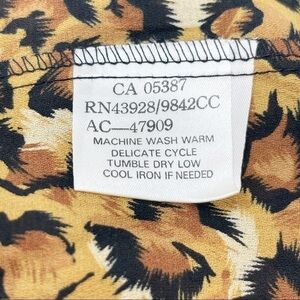 CA 05387
RN43928/9842CC
AC—47909
MACHINE WASH WARM
DELICATE CYCLE
TUMBLE DRY LOW
COOL IRON IF NEEDED